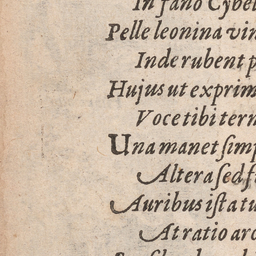 In fano Cybel
Pelle leonina vin
Inde rubent p
Hujus ut exprim
Voce tibi tern
Una manet ſimp
Altera ſed f
Auribus iſta tu
At ratio arc